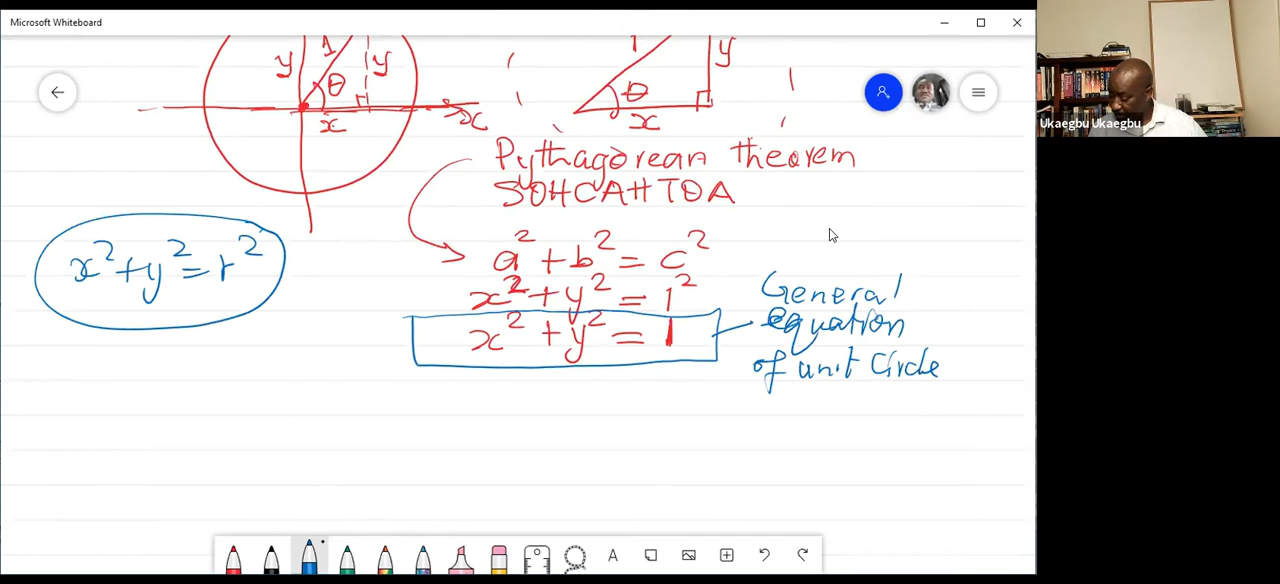 Microsoft Whiteboard
Ukaegbu Ukaegbu
y 1 y
θ
x x
1 y
θ
x
Pythagorean theorem
SOHCAHTOA
x² + y² = r²
a² + b² = c²
x² + y² = 1²
x² + y² = 1
General
equation
of unit Circle
A